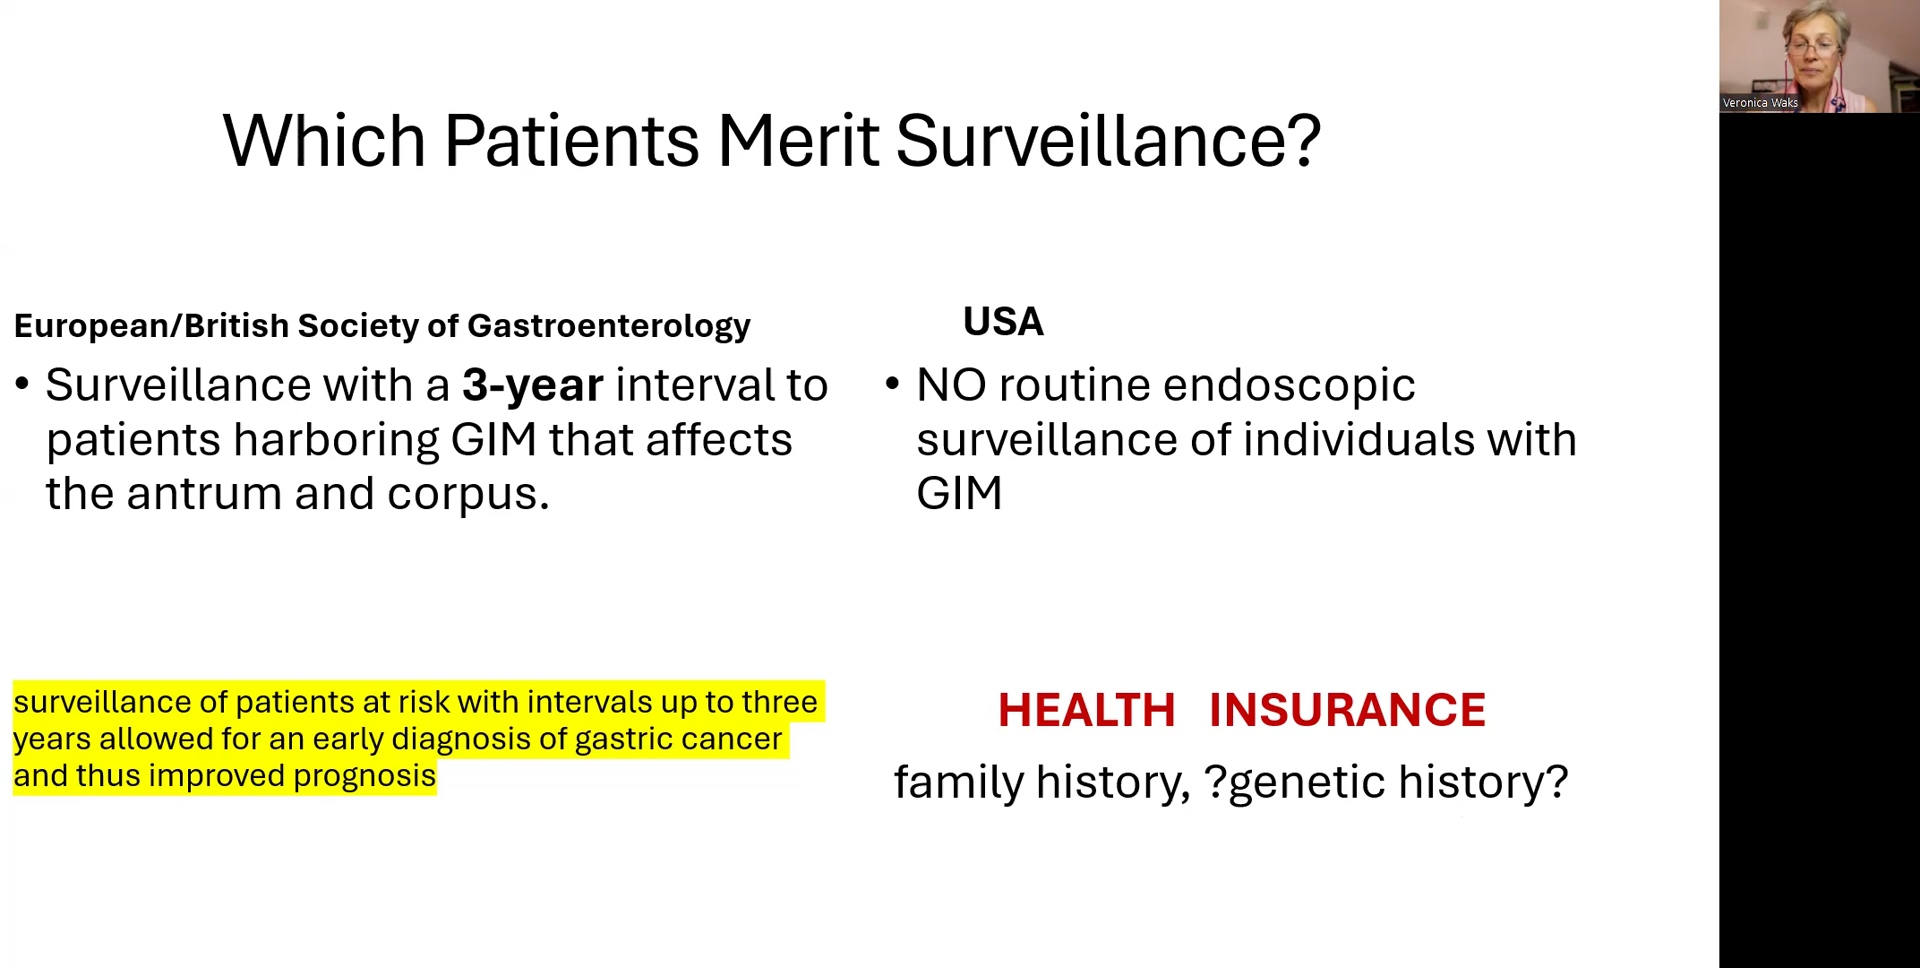 Which Patients Merit Surveillance?
European/British Society of Gastroenterology
• Surveillance with a 3-year interval to
patients harboring GIM that affects
the antrum and corpus.
surveillance of patients at risk with intervals up to three
years allowed for an early diagnosis of gastric cancer
and thus improved prognosis
USA
• NO routine endoscopic
surveillance of individuals with
GIM
HEALTH INSURANCE
family history, ?genetic history?
Veronica Waks